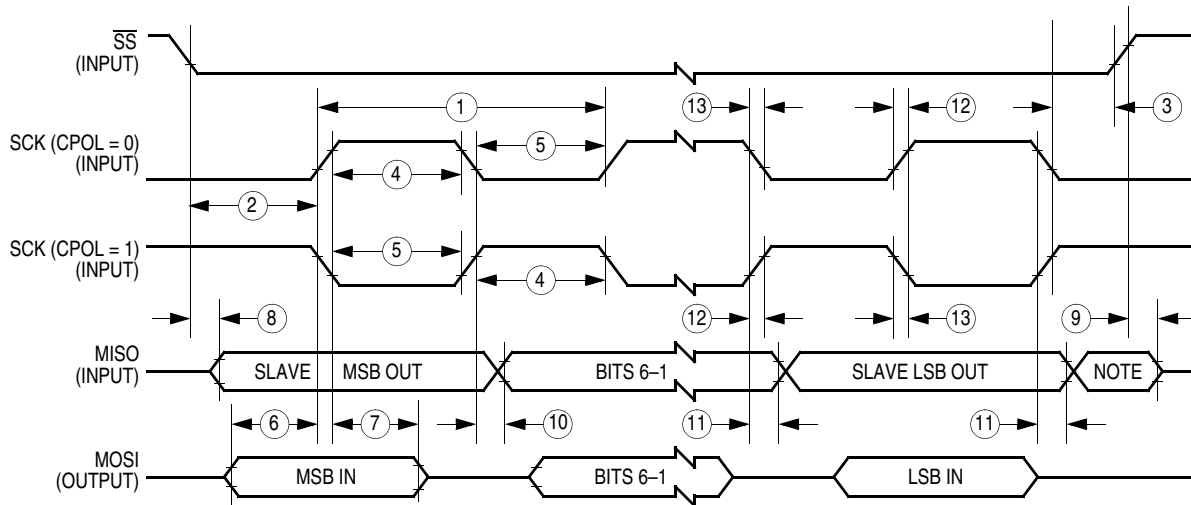 SS
(INPUT)
1
13
12
3
SCK (CPOL = 0)
(INPUT)
5
4
2
SCK (CPOL = 1)
(INPUT)
5
4
8
12
13
9
MISO
(INPUT)
SLAVE MSB OUT
BITS 6–1
SLAVE LSB OUT
NOTE
6
7
10
11
11
MOSI
(OUTPUT)
MSB IN
BITS 6–1
LSB IN